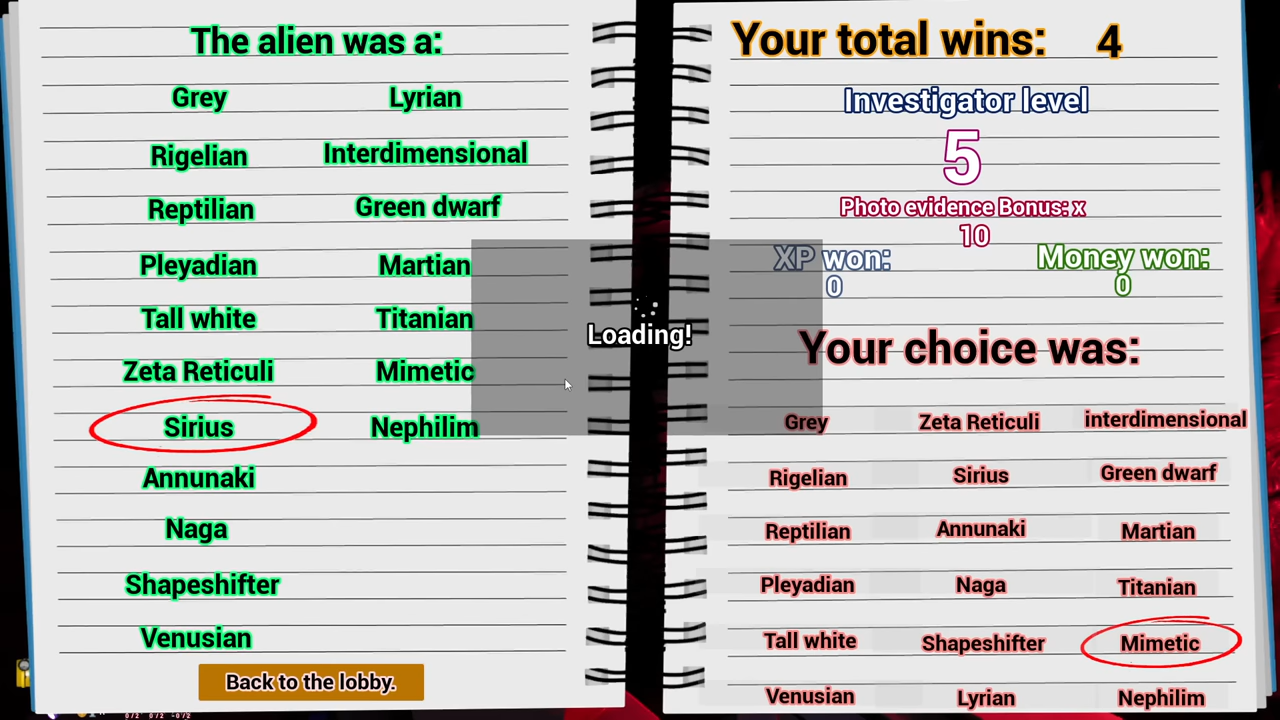 The alien was a:
Grey Lyrian
Rigelian Interdimensional
Reptilian Green dwarf
Pleyadian Martian
Tall white Titanian
Zeta Reticuli Mimetic
Sirius Nephilim
Annunaki
Naga
Shapeshifter
Venusian
Back to the lobby.
Loading!
Your total wins: 4
Investigator level
5
Photo evidence Bonus: x
10
XP won: Money won:
0 0
Your choice was:
Grey Zeta Reticuli interdimensional
Rigelian Sirius Green dwarf
Reptilian Annunaki Martian
Pleyadian Naga Titanian
Tall white Shapeshifter Mimetic
Venusian Lyrian Nephilim